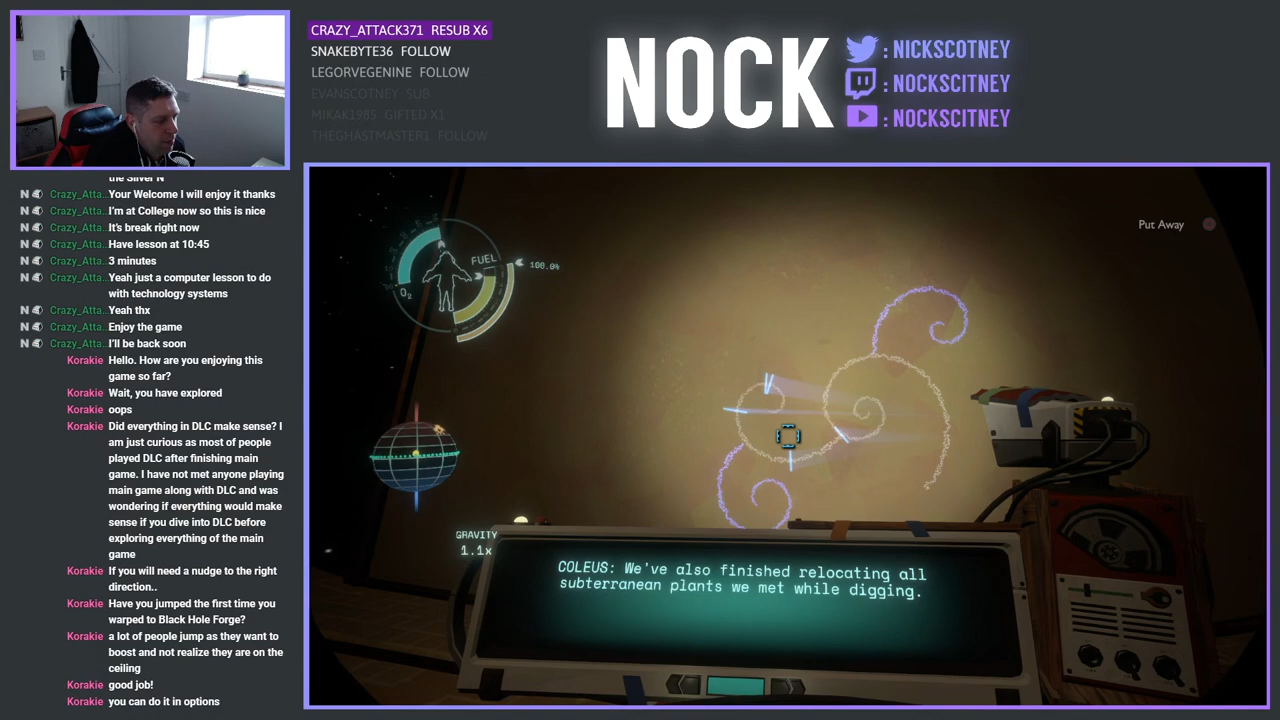 CRAZY_ATTACK371 RESUB X6
SNAKEBYTE36 FOLLOW
LEGORVEGENINE FOLLOW
EVANSCOTNEY SUB
MIKAK1985 GIFTED X1
THEGHASTMASTER1 FOLLOW
NOCK
: NICKSCOTNEY
: NOCKSCITNEY
: NOCKSCITNEY
the Silver N
Crazy_Atta... Your Welcome I will enjoy it thanks
Crazy_Atta... I'm at College now so this is nice
Crazy_Atta... It's break right now
Crazy_Atta... Have lesson at 10:45
Crazy_Atta... 3 minutes
Crazy_Atta... Yeah just a computer lesson to do
with technology systems
Crazy_Atta... Yeah thx
Crazy_Atta... Enjoy the game
Crazy_Atta... I'll be back soon
Korakie Hello. How are you enjoying this
game so far?
Korakie Wait, you have explored
Korakie oops
Korakie Did everything in DLC make sense? I
am just curious as most of people
played DLC after finishing main
game. I have not met anyone playing
main game along with DLC and was
wondering if everything would make
sense if you dive into DLC before
exploring everything of the main
game
Korakie If you will need a nudge to the right
direction..
Korakie Have you jumped the first time you
warped to Black Hole Forge?
Korakie a lot of people jump as they want to
boost and not realize they are on the
ceiling
Korakie good job!
Korakie you can do it in options
Put Away
FUEL
100.0%
O2
GRAVITY
1.1x
COLEUS: We've also finished relocating all
subterranean plants we met while digging.